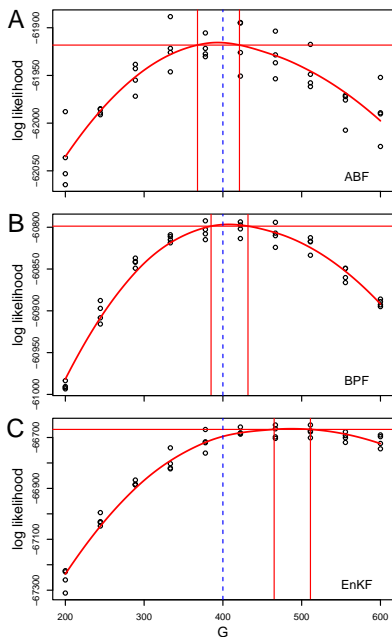 A
log likelihood
−61900
−61950
−62000
−62050
ABF
B
log likelihood
−60800
−60850
−60900
−60950
−61000
BPF
C
log likelihood
−66700
−66900
−67100
−67300
EnKF
200 300 400 500 600
G